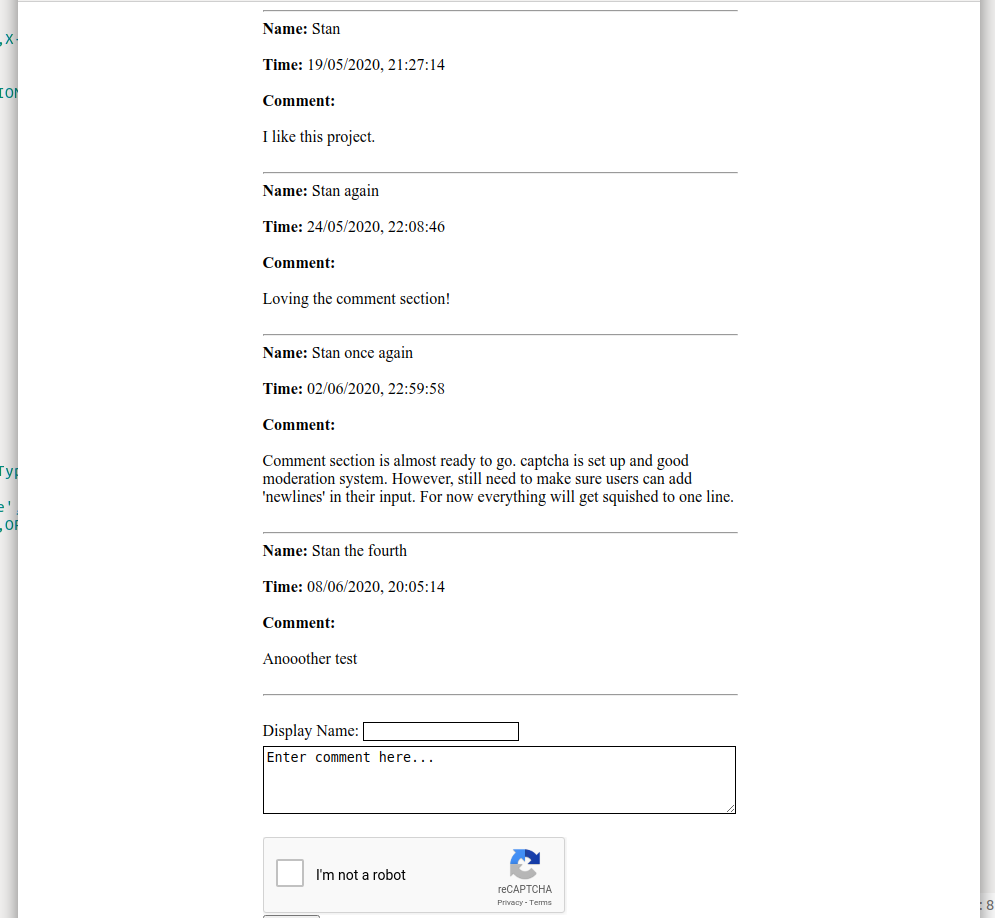 Name: Stan
Time: 19/05/2020, 21:27:14
Comment:
I like this project.
Name: Stan again
Time: 24/05/2020, 22:08:46
Comment:
Loving the comment section!
Name: Stan once again
Time: 02/06/2020, 22:59:58
Comment:
Comment section is almost ready to go. captcha is set up and good
moderation system. However, still need to make sure users can add
'newlines' in their input. For now everything will get squished to one line.
Name: Stan the fourth
Time: 08/06/2020, 20:05:14
Comment:
Anooother test
Display Name:
Enter comment here...
I'm not a robot
reCAPTCHA
Privacy - Terms